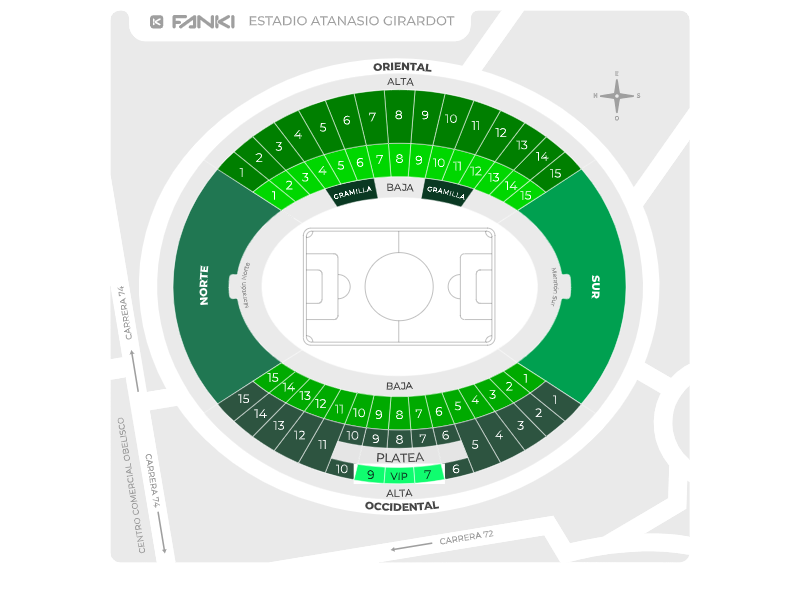 FANKI ESTADIO ATANASIO GIRARDOT
ORIENTAL
ALTA
E
N S
O
1 2 3 4 5 6 7 8 9 10 11 12 13 14 15
1 2 3 4 5 6 7 8 9 10 11 12 13 14 15
GRAMILLA BAJA GRAMILLA
NORTE
Maratón Norte
Maratón Sur
SUR
BAJA
15 14 13 12 11 10 9 8 7 6 5 4 3 2 1
15 14 13 12 11 10 9 8 7 6 5 4 3 2 1
PLATEA
10 9 VIP 7 6
ALTA
OCCIDENTAL
CARRERA 74
CENTRO COMERCIAL OBELISCO
CARRERA 74
CARRERA 72